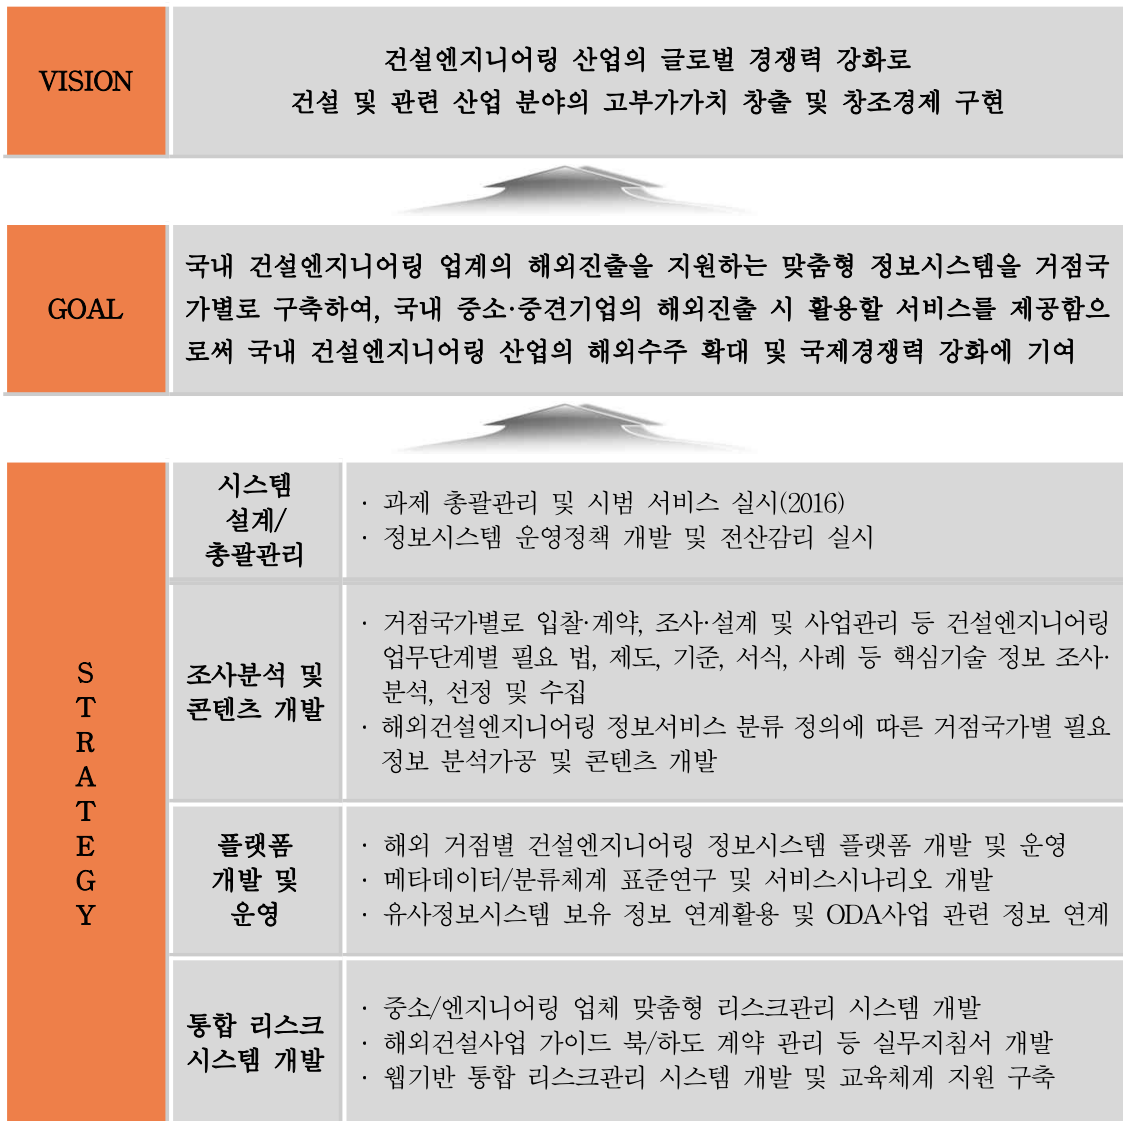 VISION
건설엔지니어링 산업의 글로벌 경쟁력 강화로
건설 및 관련 산업 분야의 고부가가치 창출 및 창조경제 구현
GOAL
국내 건설엔지니어링 업계의 해외진출을 지원하는 맞춤형 정보시스템을 거점국
가별로 구축하여, 국내 중소·중견기업의 해외진출 시 활용할 서비스를 제공함으
로써 국내 건설엔지니어링 산업의 해외수주 확대 및 국제경쟁력 강화에 기여
S
T
R
A
T
E
G
Y
시스템
설계/
총괄관리
· 과제 총괄관리 및 시범 서비스 실시(2016)
· 정보시스템 운영정책 개발 및 전산감리 실시
조사분석 및
콘텐츠 개발
· 거점국가별로 입찰·계약, 조사·설계 및 사업관리 등 건설엔지니어링
업무단계별 필요 법, 제도, 기준, 서식, 사례 등 핵심기술 정보 조사·
분석, 선정 및 수집
· 해외건설엔지니어링 정보서비스 분류 정의에 따른 거점국가별 필요
정보 분석가공 및 콘텐츠 개발
플랫폼
개발 및
운영
· 해외 거점별 건설엔지니어링 정보시스템 플랫폼 개발 및 운영
· 메타데이터/분류체계 표준연구 및 서비스시나리오 개발
· 유사정보시스템 보유 정보 연계활용 및 ODA사업 관련 정보 연계
통합 리스크
시스템 개발
· 중소/엔지니어링 업체 맞춤형 리스크관리 시스템 개발
· 해외건설사업 가이드 북/하도 계약 관리 등 실무지침서 개발
· 웹기반 통합 리스크관리 시스템 개발 및 교육체계 지원 구축